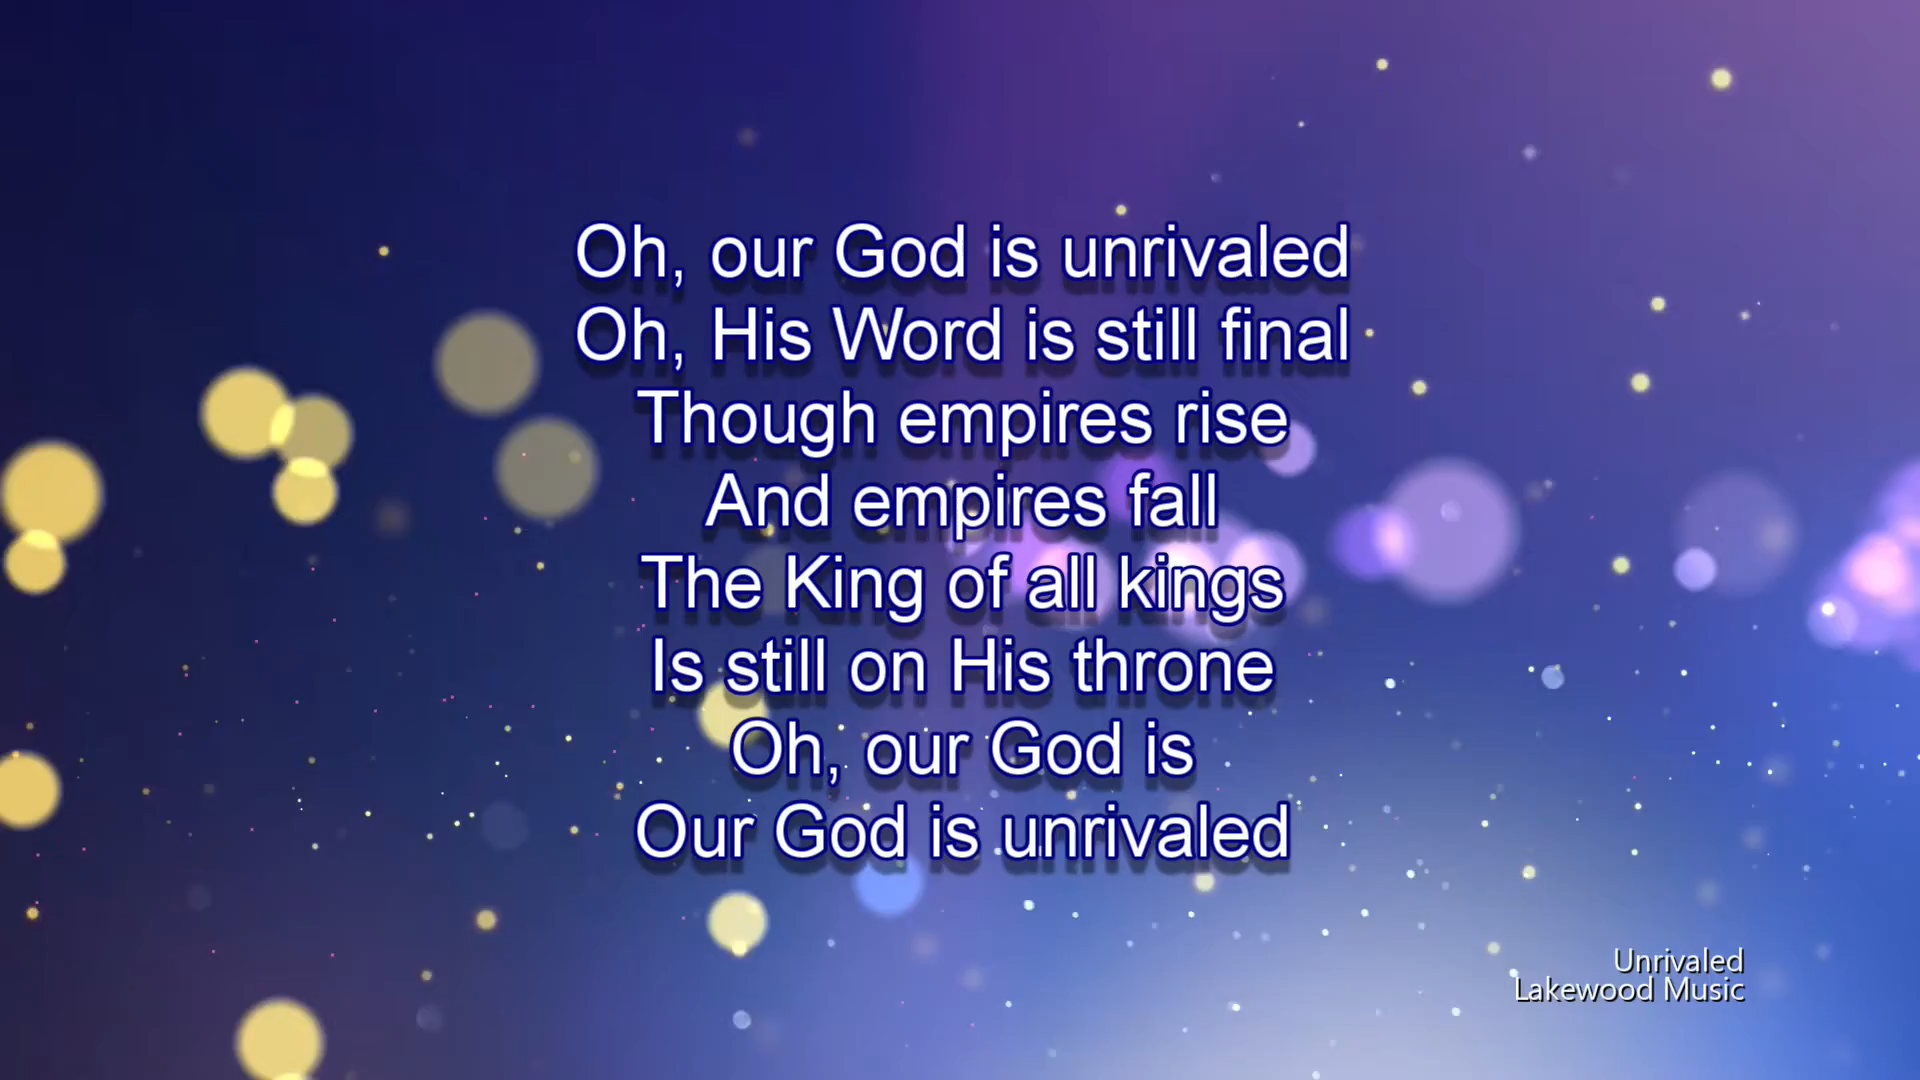 Oh, our God is unrivaled
Oh, His Word is still final
Though empires rise
And empires fall
The King of all kings
Is still on His throne
Oh, our God is
Our God is unrivaled
Unrivaled
Lakewood Music